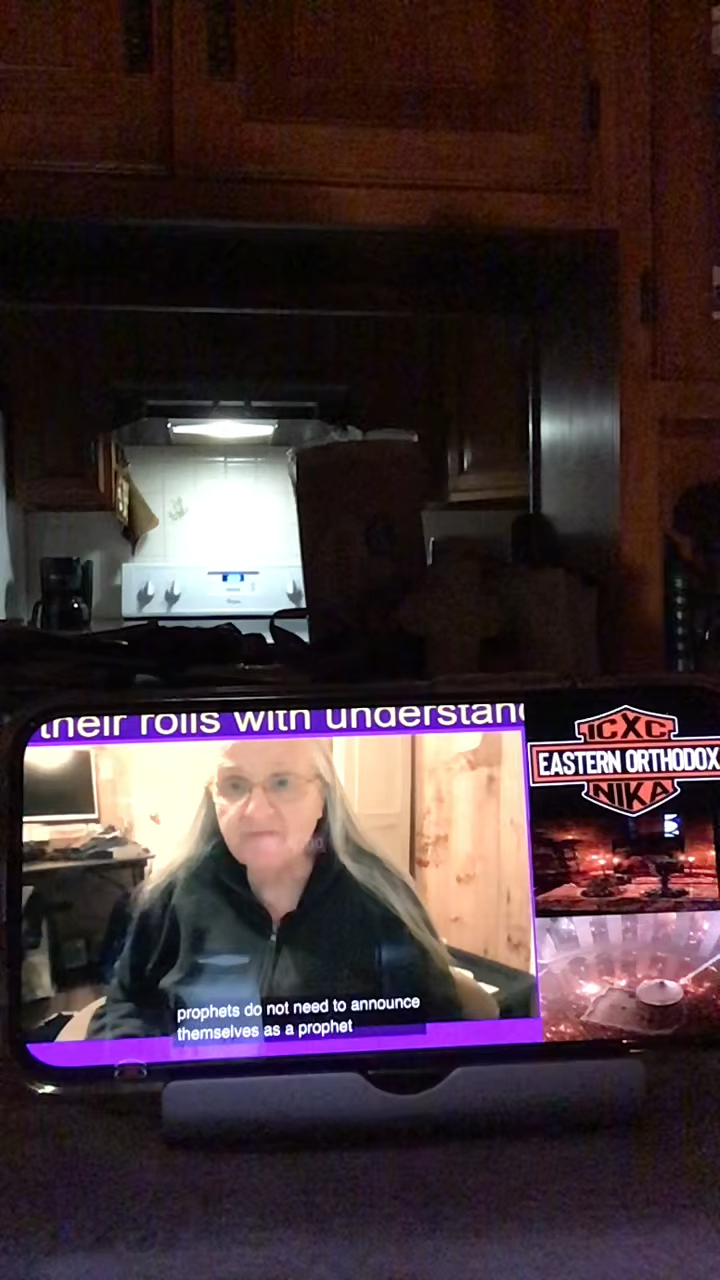 their rolls with understand
ICXC
EASTERN ORTHODOX
NIKA
prophets do not need to announce
themselves as a prophet